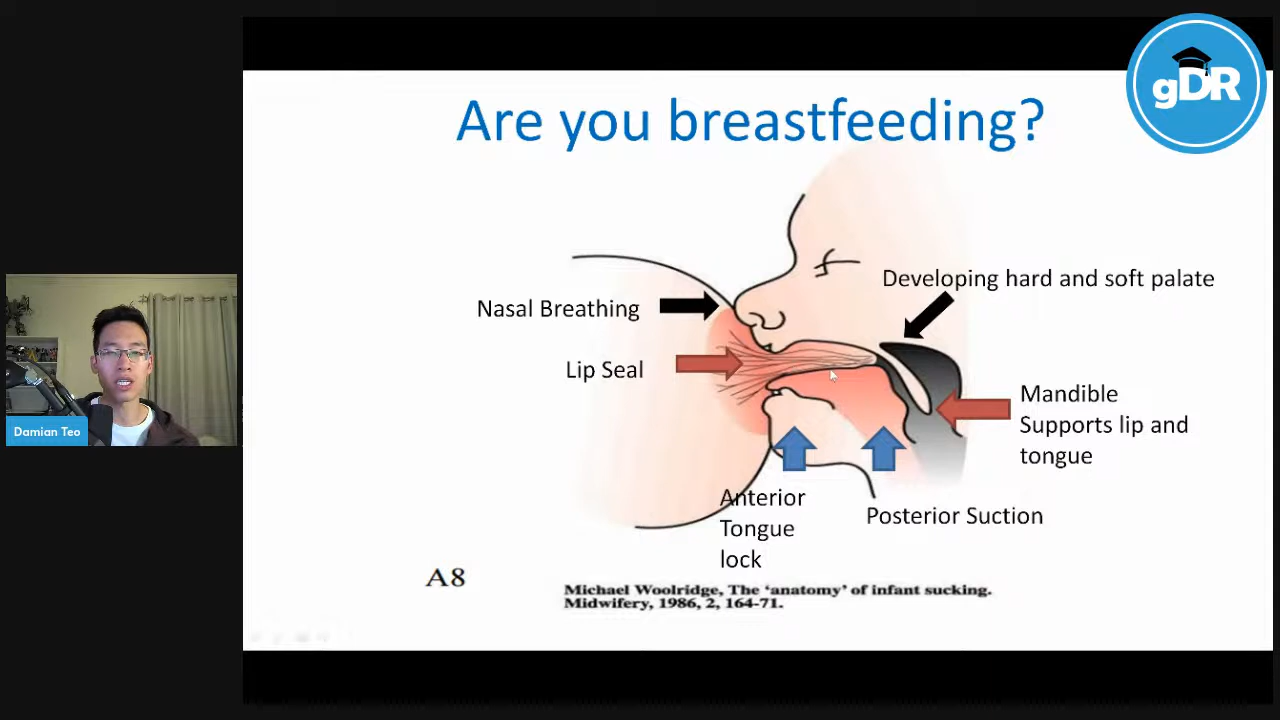 gDR
Are you breastfeeding?
Developing hard and soft palate
Nasal Breathing
Lip Seal
Mandible
Supports lip and
tongue
Damian Teo
Anterior
Tongue
lock
Posterior Suction
A8
Michael Woolridge, The ‘anatomy’ of infant sucking.
Midwifery, 1986, 2, 164-71.